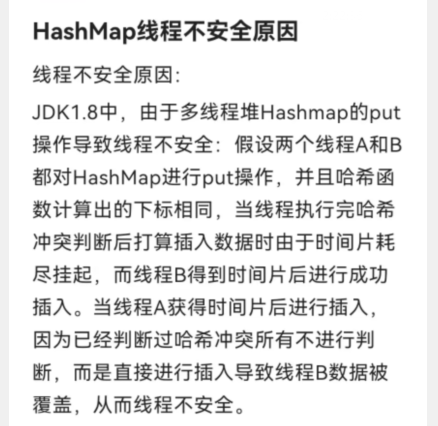 HashMap线程不安全原因
线程不安全原因：
JDK1.8中，由于多线程堆Hashmap的put
操作导致线程不安全：假设两个线程A和B
都对HashMap进行put操作，并且哈希函
数计算出的下标相同，当线程执行完哈希
冲突判断后打算插入数据时由于时间片耗
尽挂起，而线程B得到时间片后进行成功
插入。当线程A获得时间片后进行插入，
因为已经判断过哈希冲突所有不进行判
断，而是直接进行插入导致线程B数据被
覆盖，从而线程不安全。